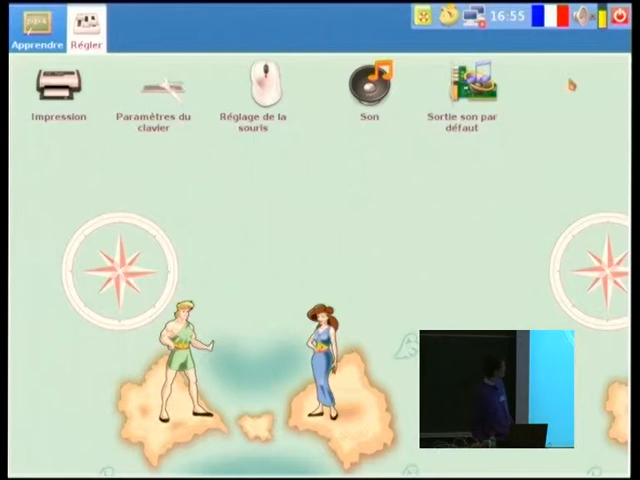 16:55
Apprendre
Régler
Impression
Paramètres du
clavier
Réglage de la
souris
Son
Sortie son par
défaut